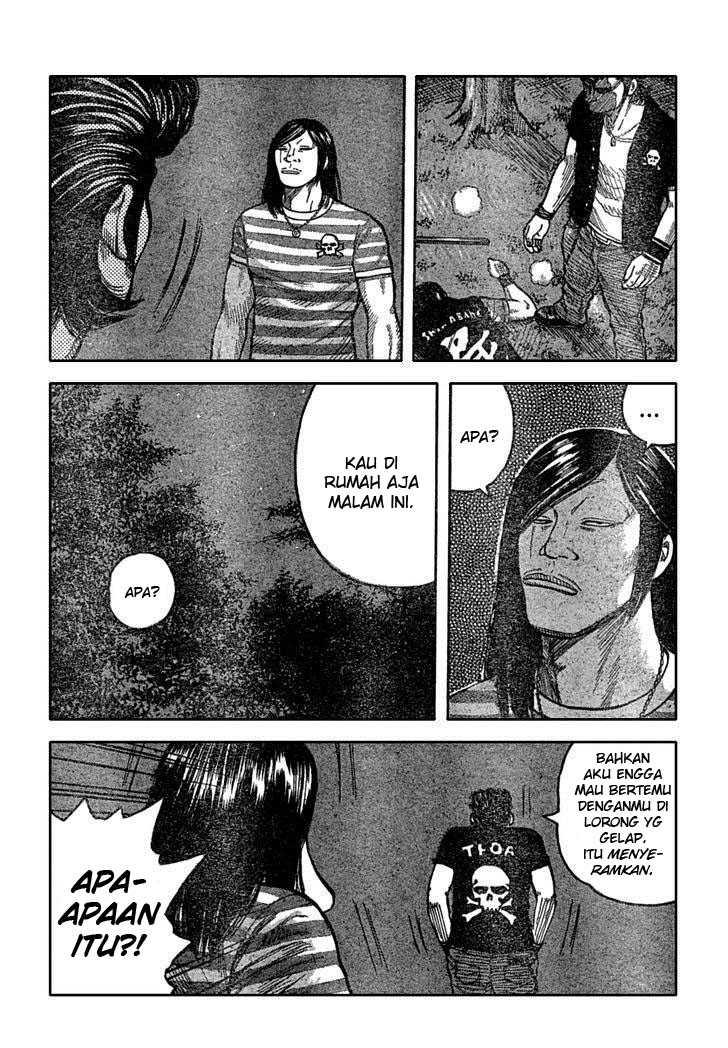 ...
APA?
KAU DI
RUMAH AJA
MALAM INI.
APA?
BAHKAN
AKU ENGGA
MAU BERTEMU
DENGANMU DI
LORONG YG
GELAP.
ITU MENYE-
RAMKAN.
TFOA
APA-
APAAN
ITU?!